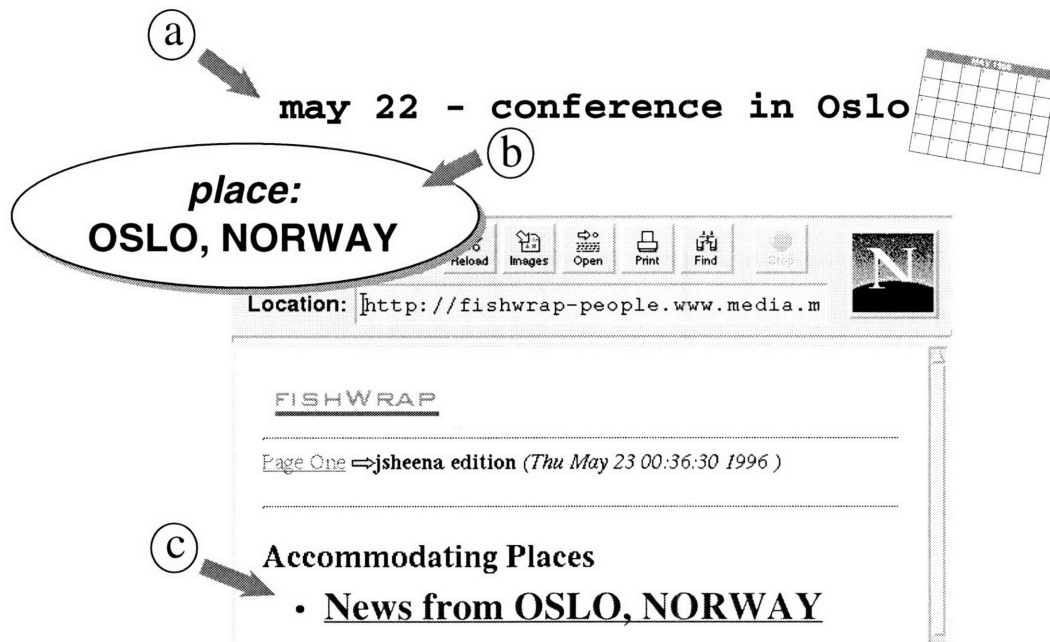 a
may 22 - conference in Oslo
MAY 1996
b
place:
OSLO, NORWAY
Reload Images Open Print Find Stop
N
Location: http://fishwrap-people.www.media.m
FISHWRAP
Page One ⇒jsheena edition (Thu May 23 00:36:30 1996 )
c
Accommodating Places
• News from OSLO, NORWAY